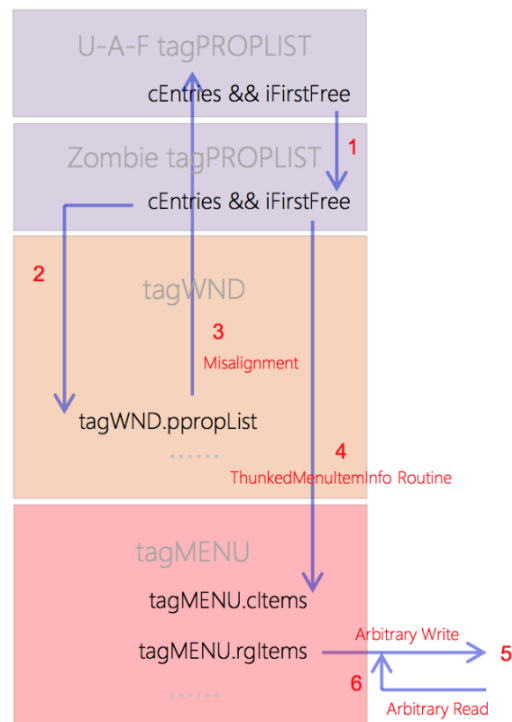 U-A-F tagPROPLIST
cEntries && iFirstFree
1
Zombie tagPROPLIST
cEntries && iFirstFree
2
tagWND
3
Misalignment
tagWND.ppropList
......
4
ThunkedMenuItemInfo Routine
tagMENU
tagMENU.cItems
Arbitrary Write
tagMENU.rgItems
5
6
......
Arbitrary Read